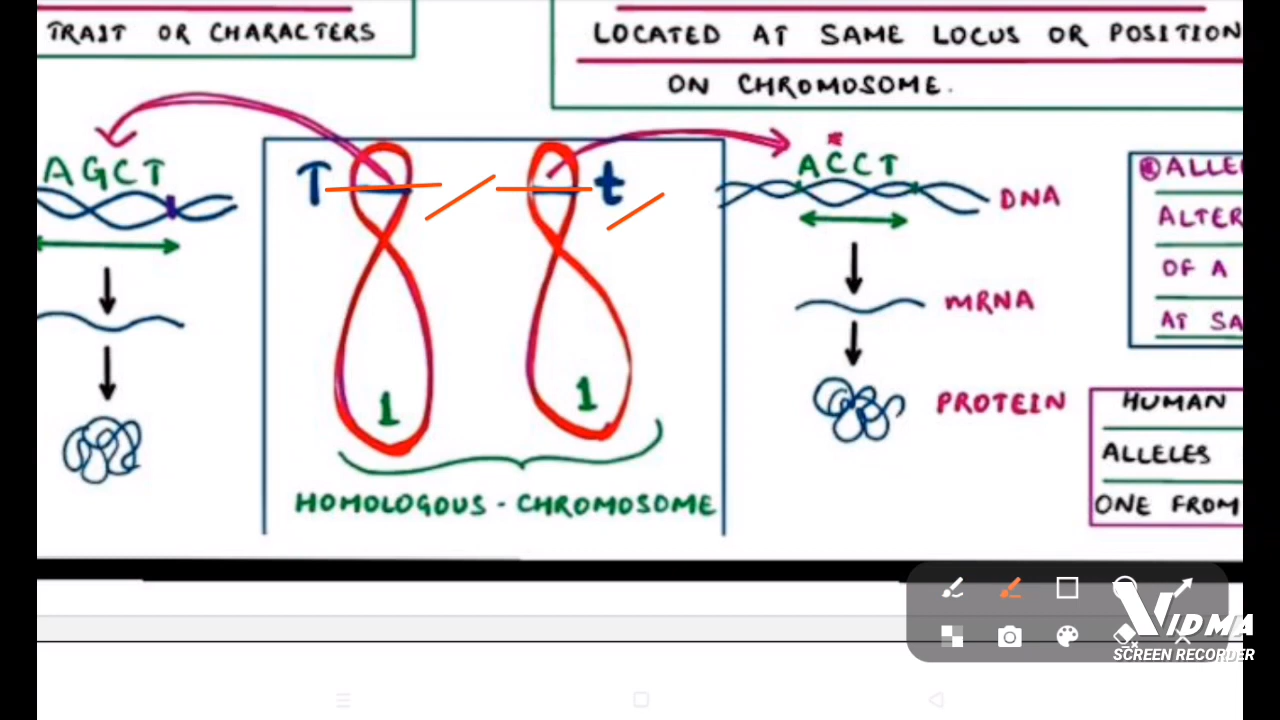 TRAIT OR CHARACTERS
LOCATED AT SAME LOCUS OR POSITION
ON CHROMOSOME.
AGCT
T
t
ACCT
DNA
MRNA
PROTEIN
1
1
HOMOLOGOUS - CHROMOSOME
ALLE
ALTER
OF A
AT SA
HUMAN
ALLELES
ONE FROM
VIDMA
SCREEN RECORDER